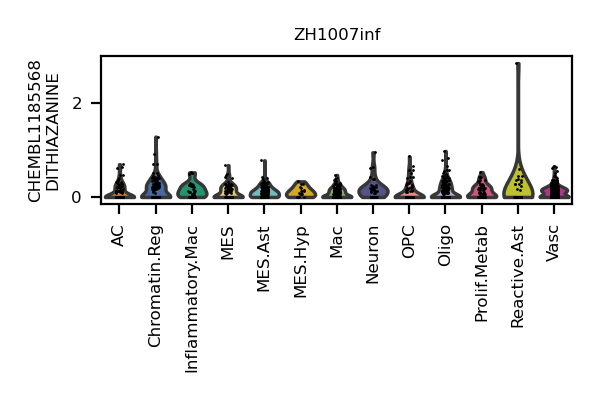 ZH1007inf
CHEMBL1185568
DITHIAZANINE
2
0
AC
Chromatin.Reg
Inflammatory.Mac
MES
MES.Ast
MES.Hyp
Mac
Neuron
OPC
Oligo
Prolif.Metab
Reactive.Ast
Vasc